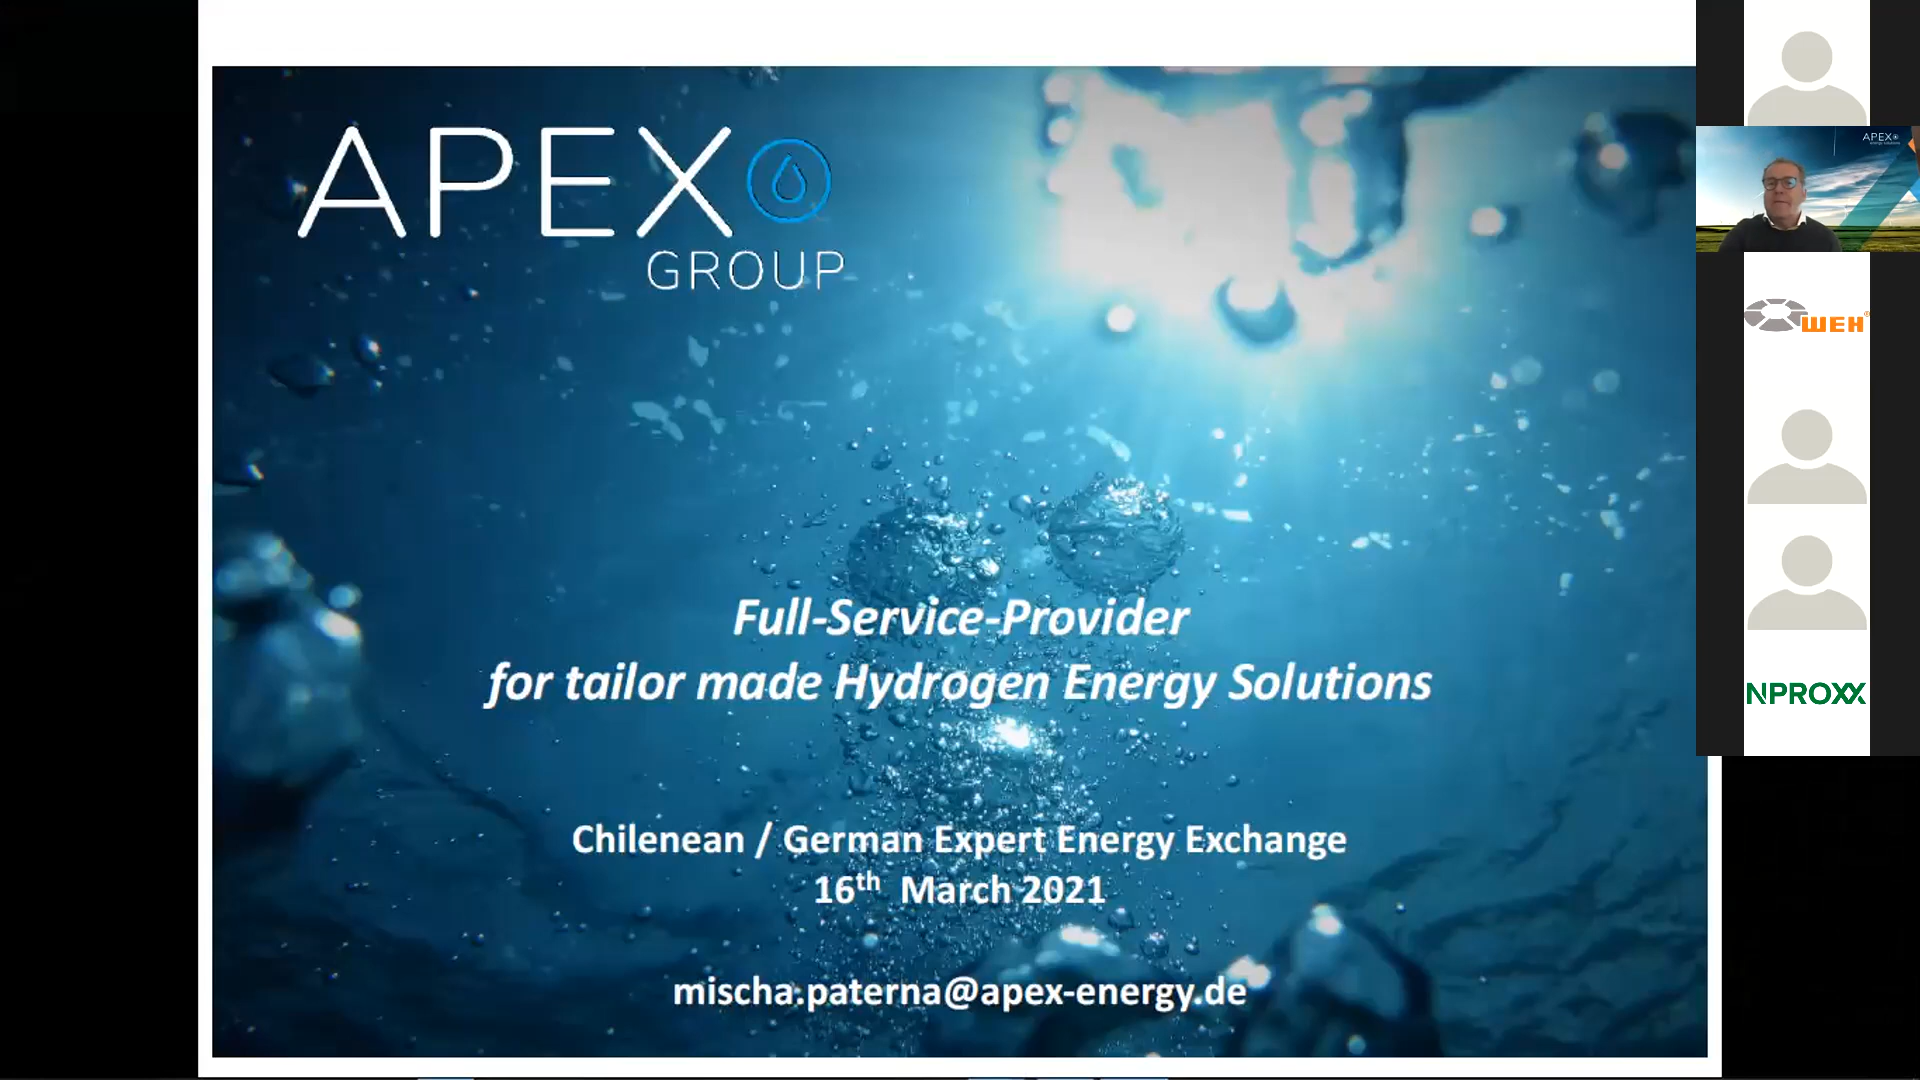 APEX
GROUP
Full-Service-Provider
for tailor made Hydrogen Energy Solutions
Chilenean / German Expert Energy Exchange
16th March 2021
mischa.paterna@apex-energy.de
APEX
WEH®
NPROXX